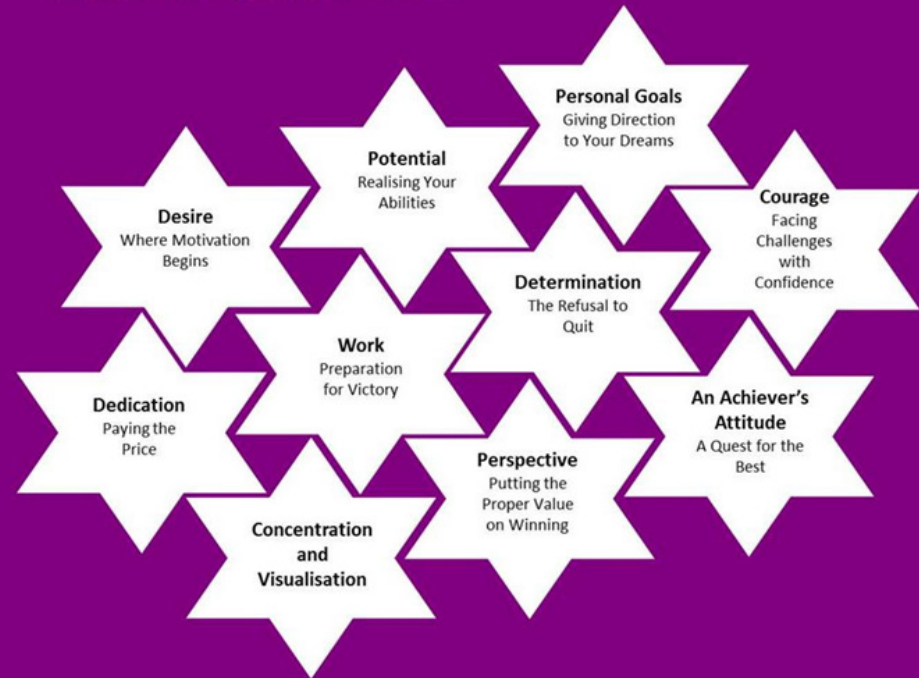 Personal Goals
Giving Direction
to Your Dreams
Potential
Realising Your
Abilities
Courage
Facing
Challenges
with
Confidence
Desire
Where Motivation
Begins
Determination
The Refusal to
Quit
Work
Preparation
for Victory
An Achiever's
Attitude
A Quest for the
Best
Dedication
Paying the
Price
Perspective
Putting the
Proper Value
on Winning
Concentration
and
Visualisation